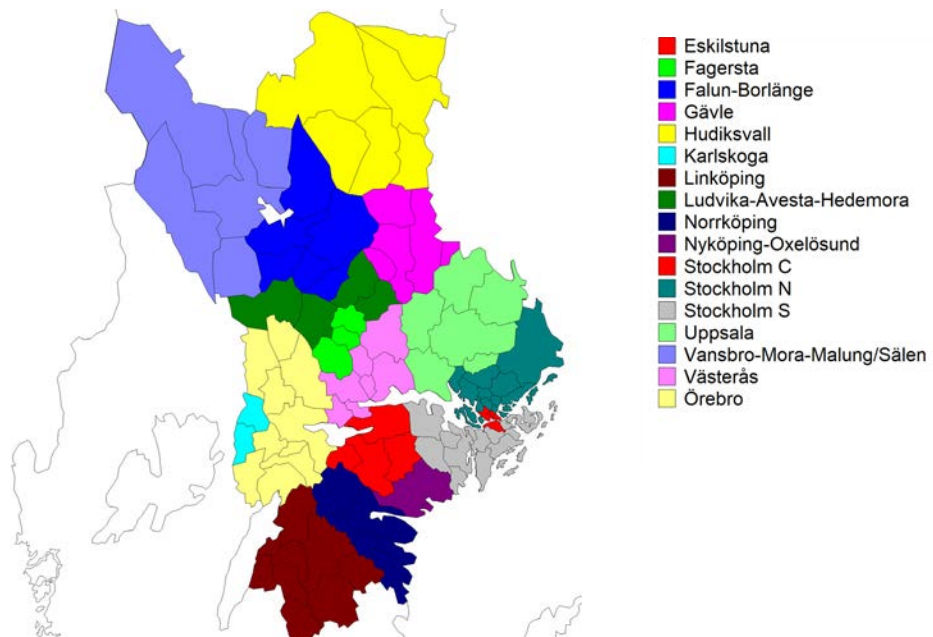 Eskilstuna
Fagersta
Falun-Borlänge
Gävle
Hudiksvall
Karlskoga
Linköping
Ludvika-Avesta-Hedemora
Norrköping
Nyköping-Oxelösund
Stockholm C
Stockholm N
Stockholm S
Uppsala
Vansbro-Mora-Malung/Sälen
Västerås
Örebro